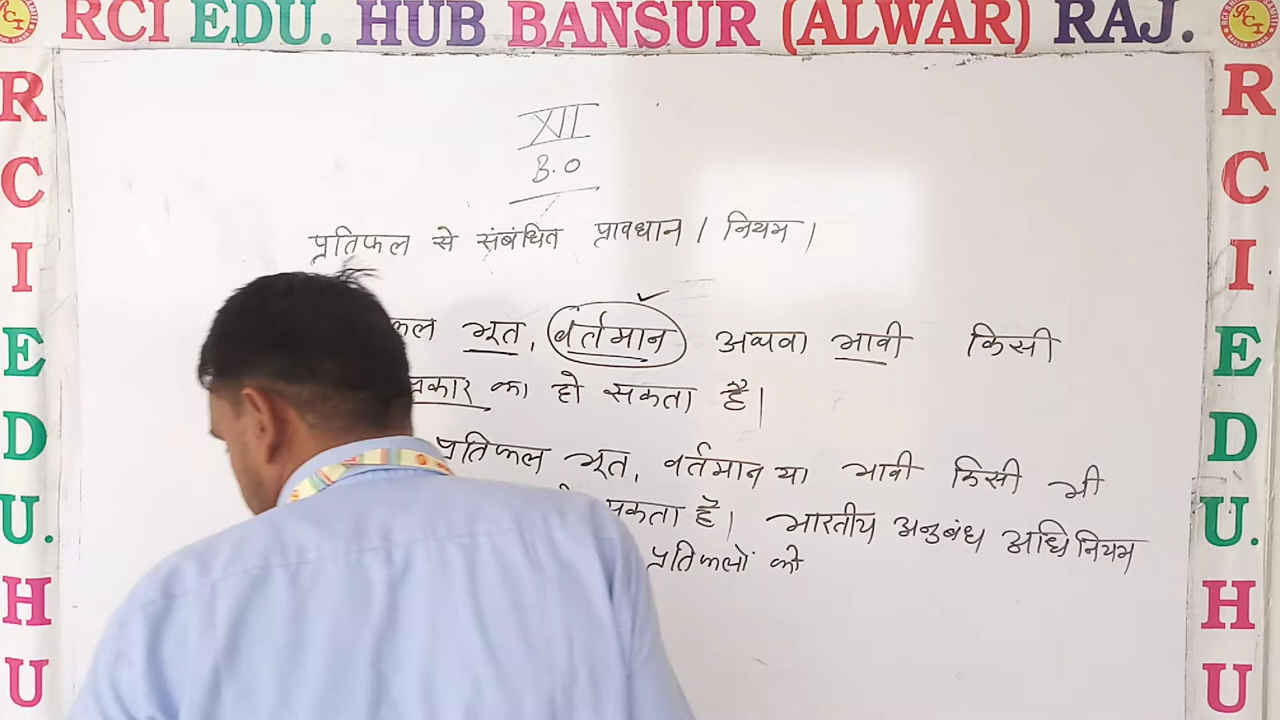 RCI EDU. HUB BANSUR (ALWAR) RAJ.
R
C
I
E
D
U.
H
U
R
C
I
E
D
U.
H
U
XII
B.O
प्रतिफल से संबंधित प्रावधान / नियम /
भूत, वर्तमान अथवा भावी किसी
प्रकार का हो सकता है।
प्रतिफल भूत, वर्तमान या भावी किसी भी
सकता है। भारतीय अनुबंध अधिनियम
प्रतिफलों को